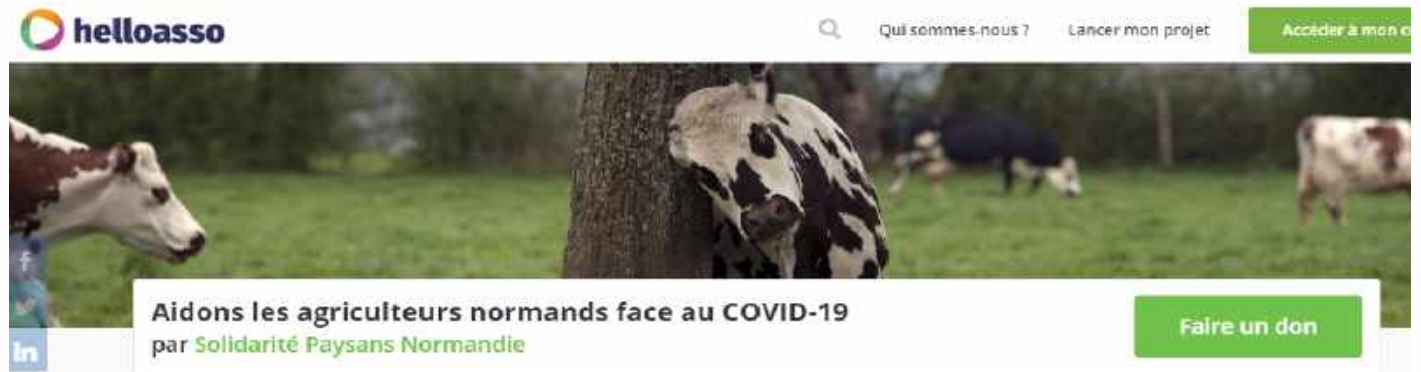 helloasso
Qui sommes-nous ?
Lancer mon projet
Accéder à mon c
f
in
Aidons les agriculteurs normands face au COVID-19
par Solidarité Paysans Normandie
Faire un don